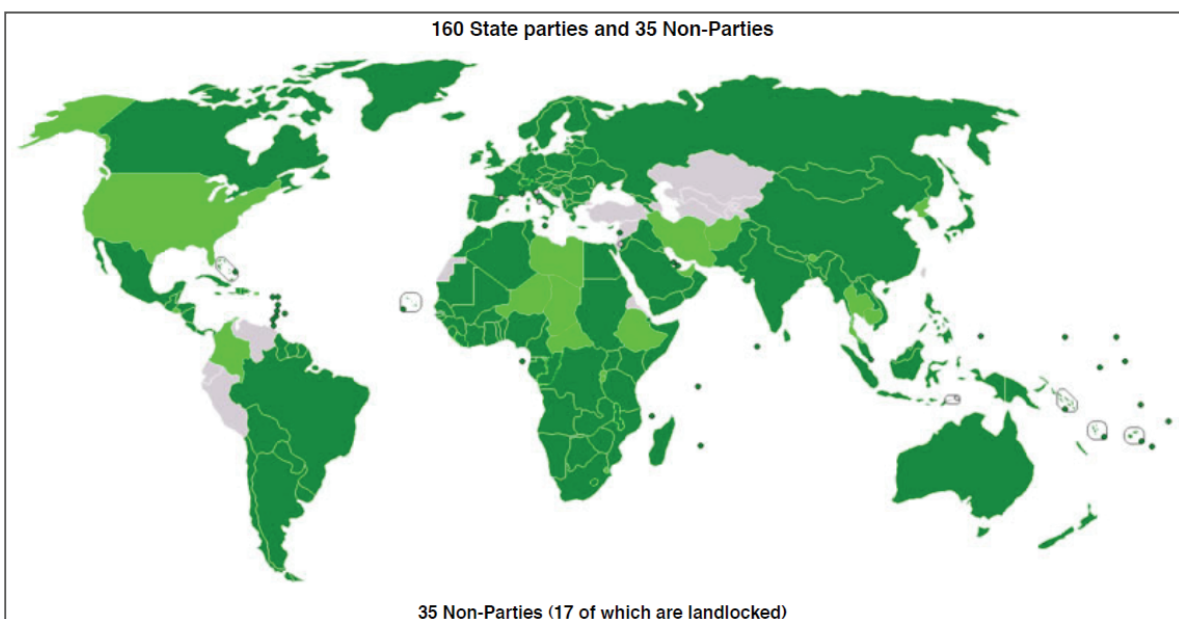 160 State parties and 35 Non-Parties
35 Non-Parties (17 of which are landlocked)